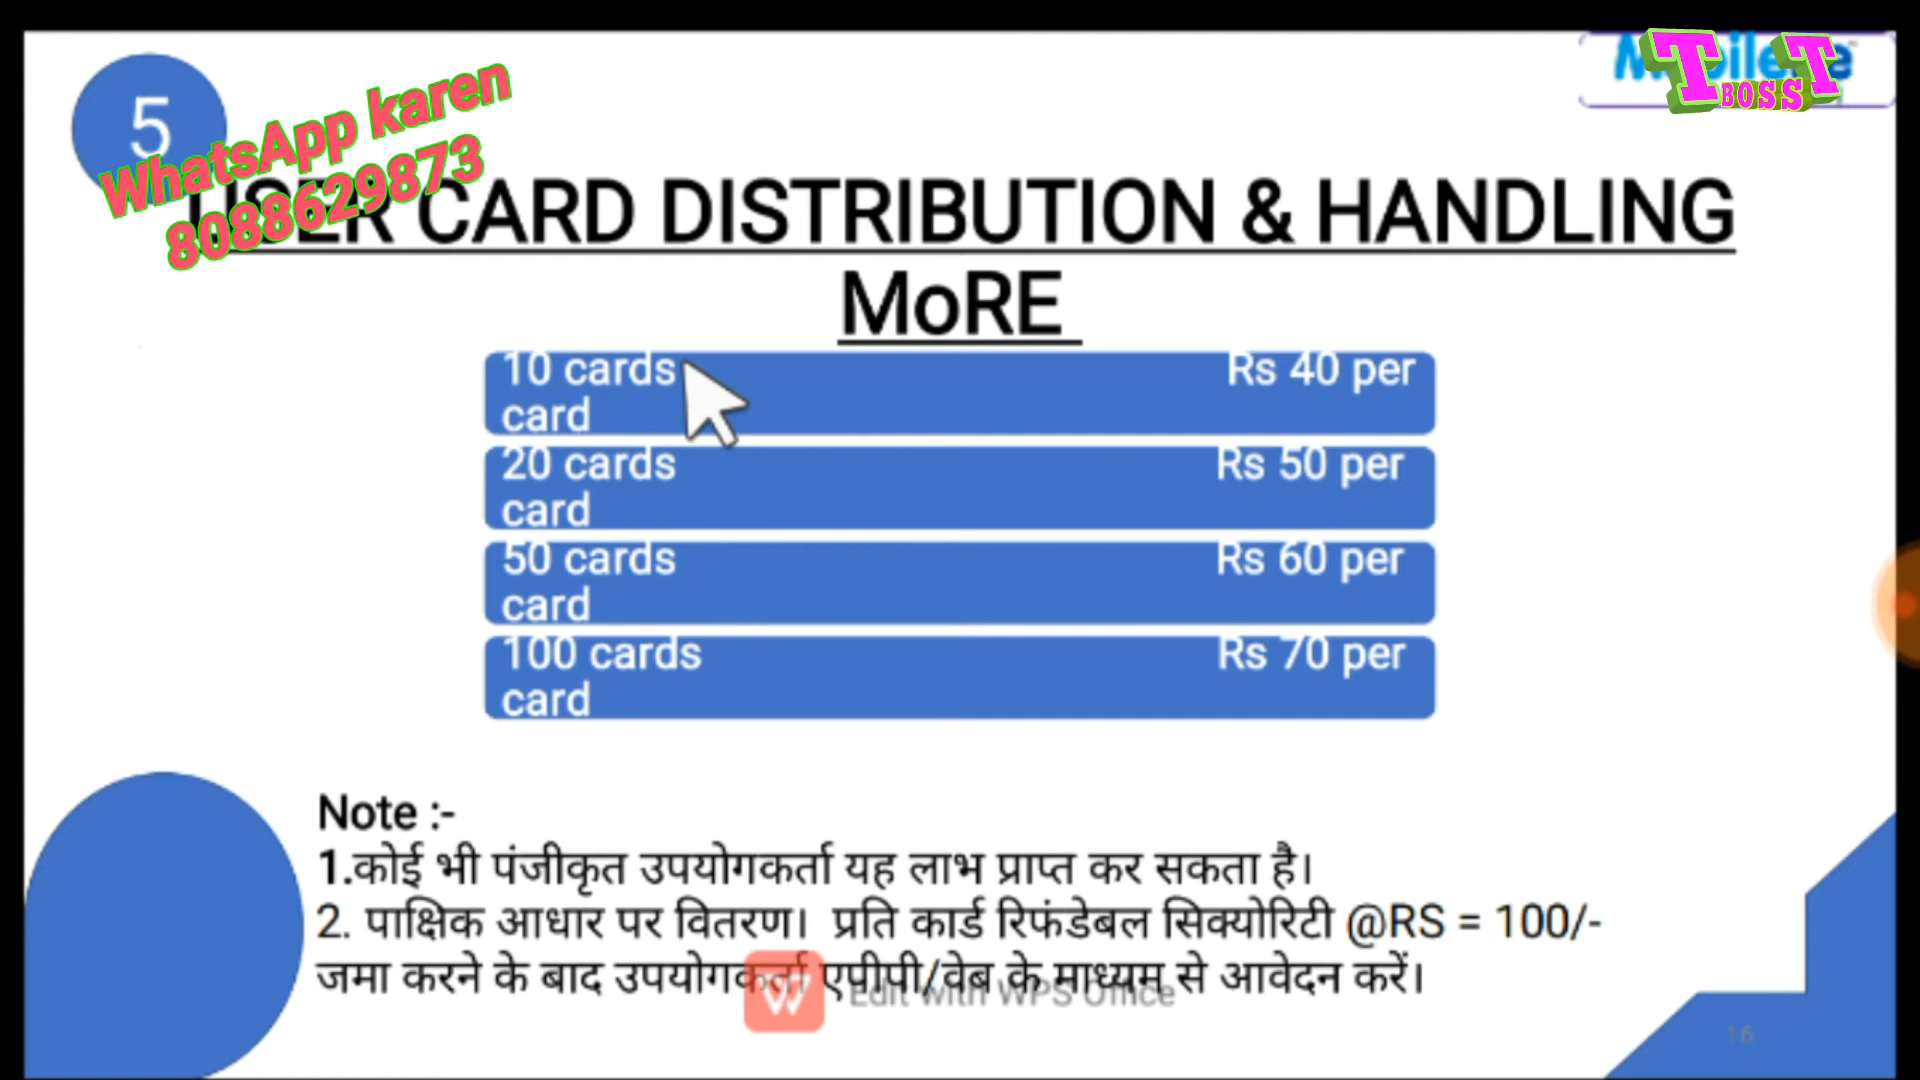 5
WhatsApp karen
8088629873
T BOSS T
USER CARD DISTRIBUTION & HANDLING
MoRE
10 cards Rs 40 per
card
20 cards Rs 50 per
card
50 cards Rs 60 per
card
100 cards Rs 70 per
card
Note :-
1.कोई भी पंजीकृत उपयोगकर्ता यह लाभ प्राप्त कर सकता है।
2. पाक्षिक आधार पर वितरण। प्रति कार्ड रिफंडेबल सिक्योरिटी @RS = 100/-
जमा करने के बाद उपयोगकर्ता एपीपी/वेब के माध्यम से आवेदन करें।
Edit with WPS Office
16